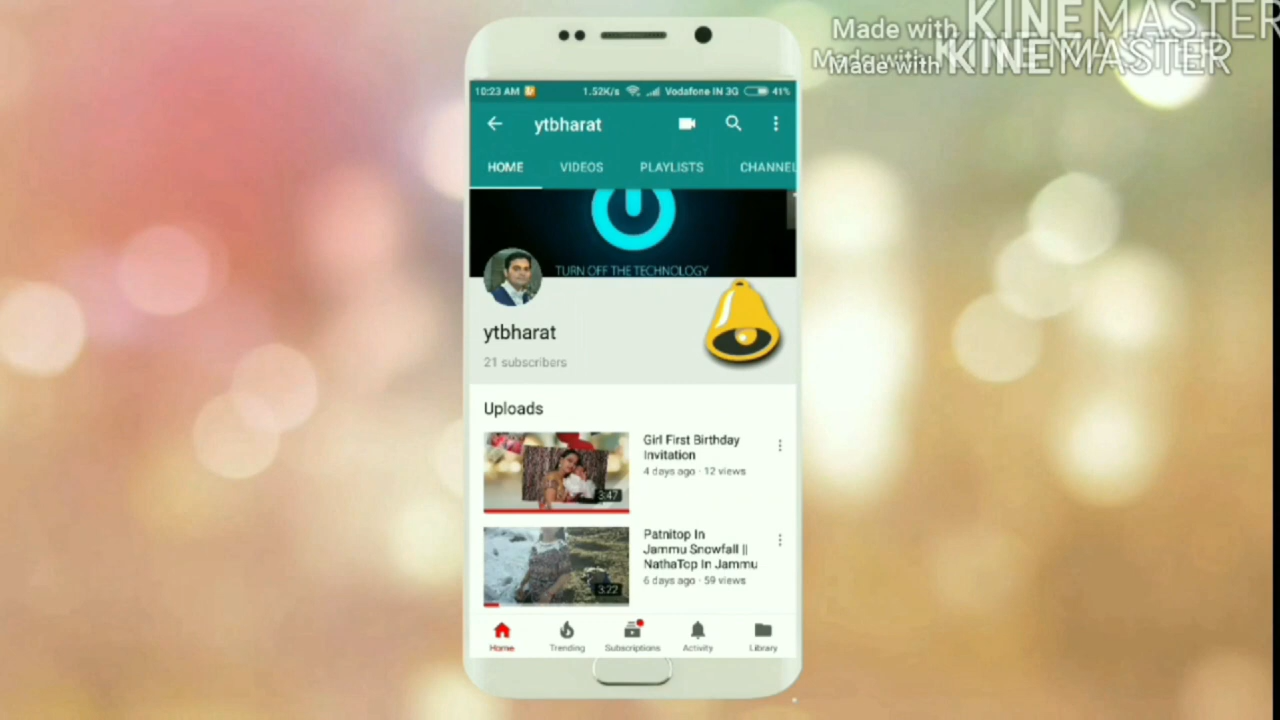 Made with KINEMASTER
Made with KINEMASTER
Made with KINEMASTER
10:23 AM 1.52K/s Vodafone IN 3G 41%
ytbharat
HOME VIDEOS PLAYLISTS CHANNEL
TURN OFF THE TECHNOLOGY
ytbharat
21 subscribers
Uploads
Girl First Birthday
Invitation
4 days ago · 12 views
3:47
Patnitop In
Jammu Snowfall ||
NathaTop In Jammu
6 days ago · 59 views
3:22
Home Trending Subscriptions Activity Library